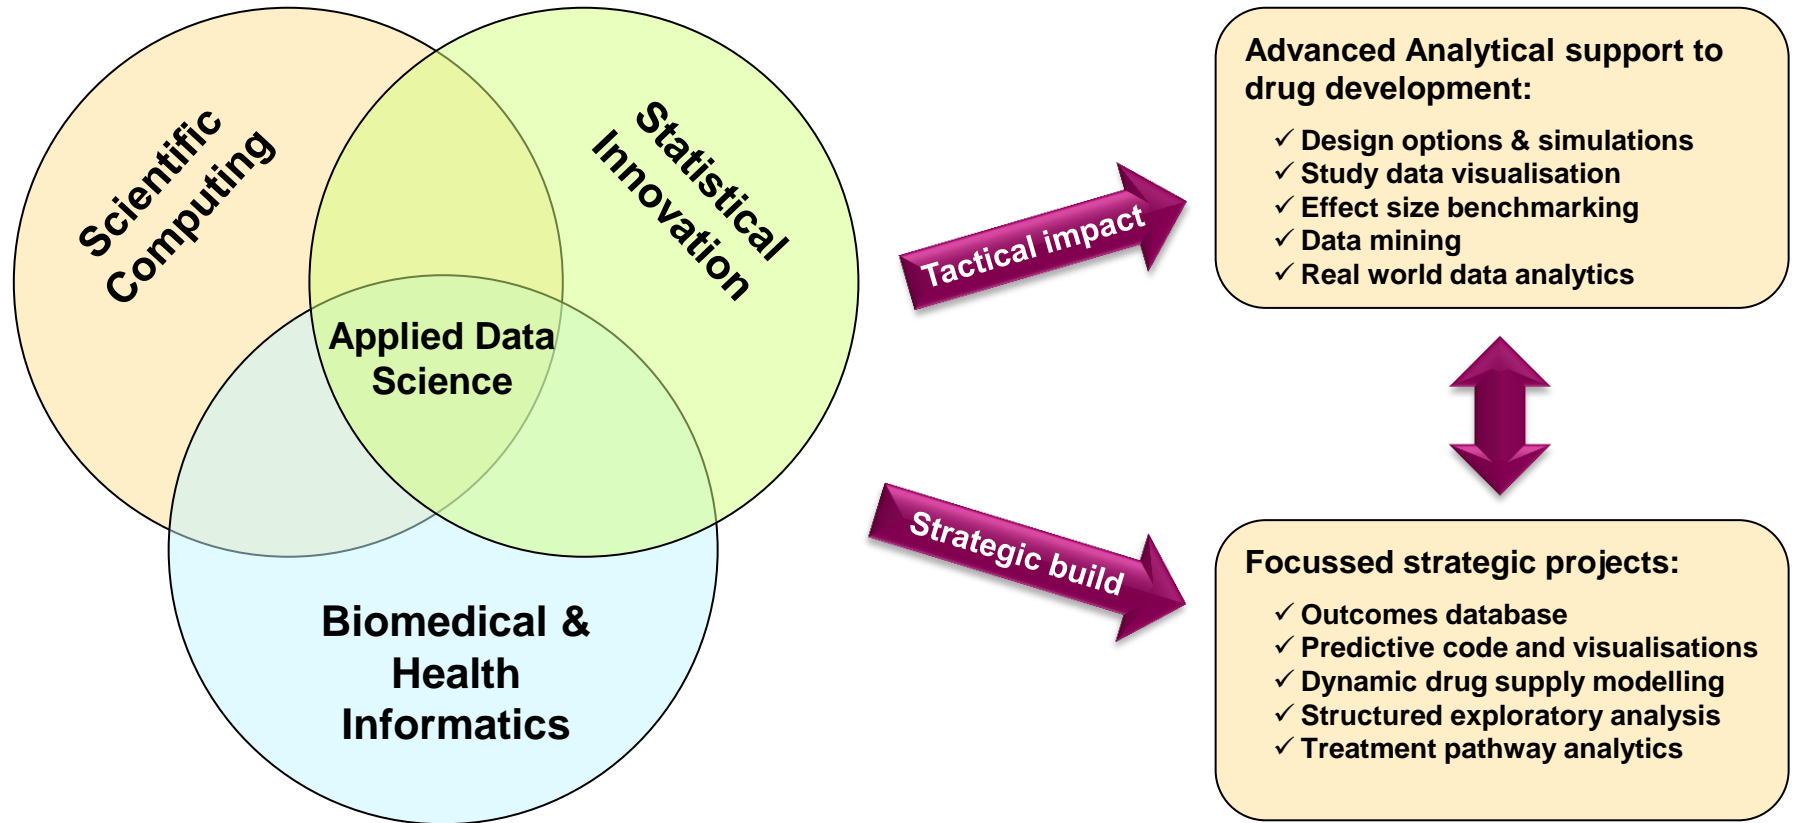 Scientific
Computing
Statistical
Innovation
Applied Data
Science
Biomedical &
Health
Informatics
Tactical impact
Strategic build
Advanced Analytical support to
drug development:
✓ Design options & simulations
✓ Study data visualisation
✓ Effect size benchmarking
✓ Data mining
✓ Real world data analytics
Focussed strategic projects:
✓ Outcomes database
✓ Predictive code and visualisations
✓ Dynamic drug supply modelling
✓ Structured exploratory analysis
✓ Treatment pathway analytics